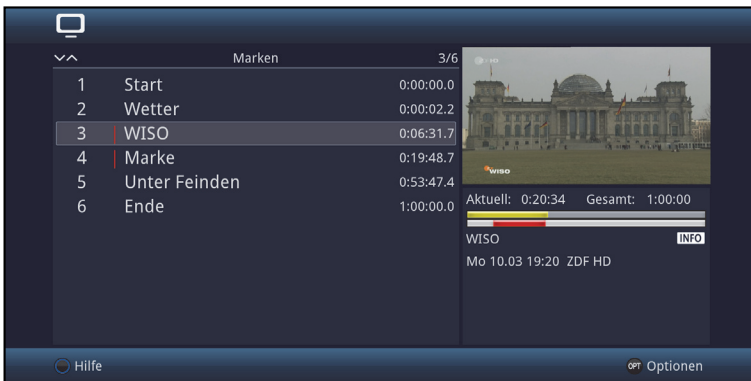 Marken 3/6
1 Start 0:00:00.0
2 Wetter 0:00:02.2
3 WISO 0:06:31.7
4 Marke 0:19:48.7
5 Unter Feinden 0:53:47.4
6 Ende 1:00:00.0
WISO
Aktuell: 0:20:34 Gesamt: 1:00:00
WISO INFO
Mo 10.03 19:20 ZDF HD
Hilfe
OPT Optionen